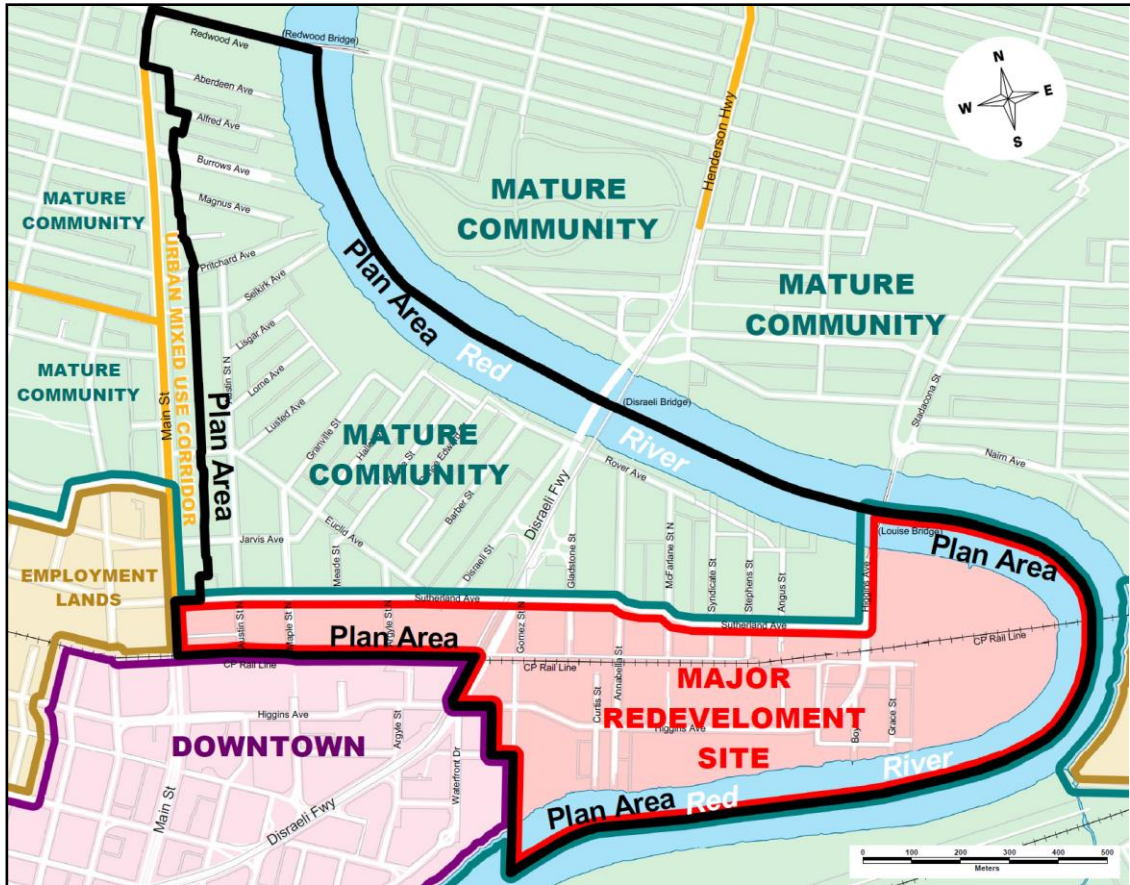 Redwood Ave
(Redwood Bridge)
Aberdeen Ave
Alfred Ave
Burrows Ave
Magnus Ave
Pritchard Ave
Selkirk Ave
Lisgar Ave
Lorne Ave
Lusted Ave
Henderson Hwy
N
W
E
S
MATURE
COMMUNITY
MATURE
COMMUNITY
MATURE
COMMUNITY
MATURE
COMMUNITY
MATURE
COMMUNITY
URBAN MIXED USE CORRIDOR
Main St
Plan Area
Plan Area
Red
River
(Disraeli Bridge)
Stadacona St
Nairn Ave
Granville St
Barber St
Rover Ave
Euclid Ave
Disraeli Fwy
Disraeli St
Gladstone St
McFarlane St N
Syndicate St
Stephens St
Angus St
Jarvis Ave
Meade St
(Louise Bridge)
Higgins Ave
Plan Area
EMPLOYMENT
LANDS
Sutherland Ave
Sutherland Ave
Austin St N
Maple St N
Argyle St N
Plan Area
Gomez St N
CP Rail Line
CP Rail Line
CP Rail Line
Curtis St
Annabella St
MAJOR
REDEVELOMENT
SITE
Higgins Ave
Higgins Ave
Grace St
Argyle St
DOWNTOWN
Waterfront Dr
Main St
Disraeli Fwy
Plan Area
Red
River
0 100 200 300 400 500
Meters